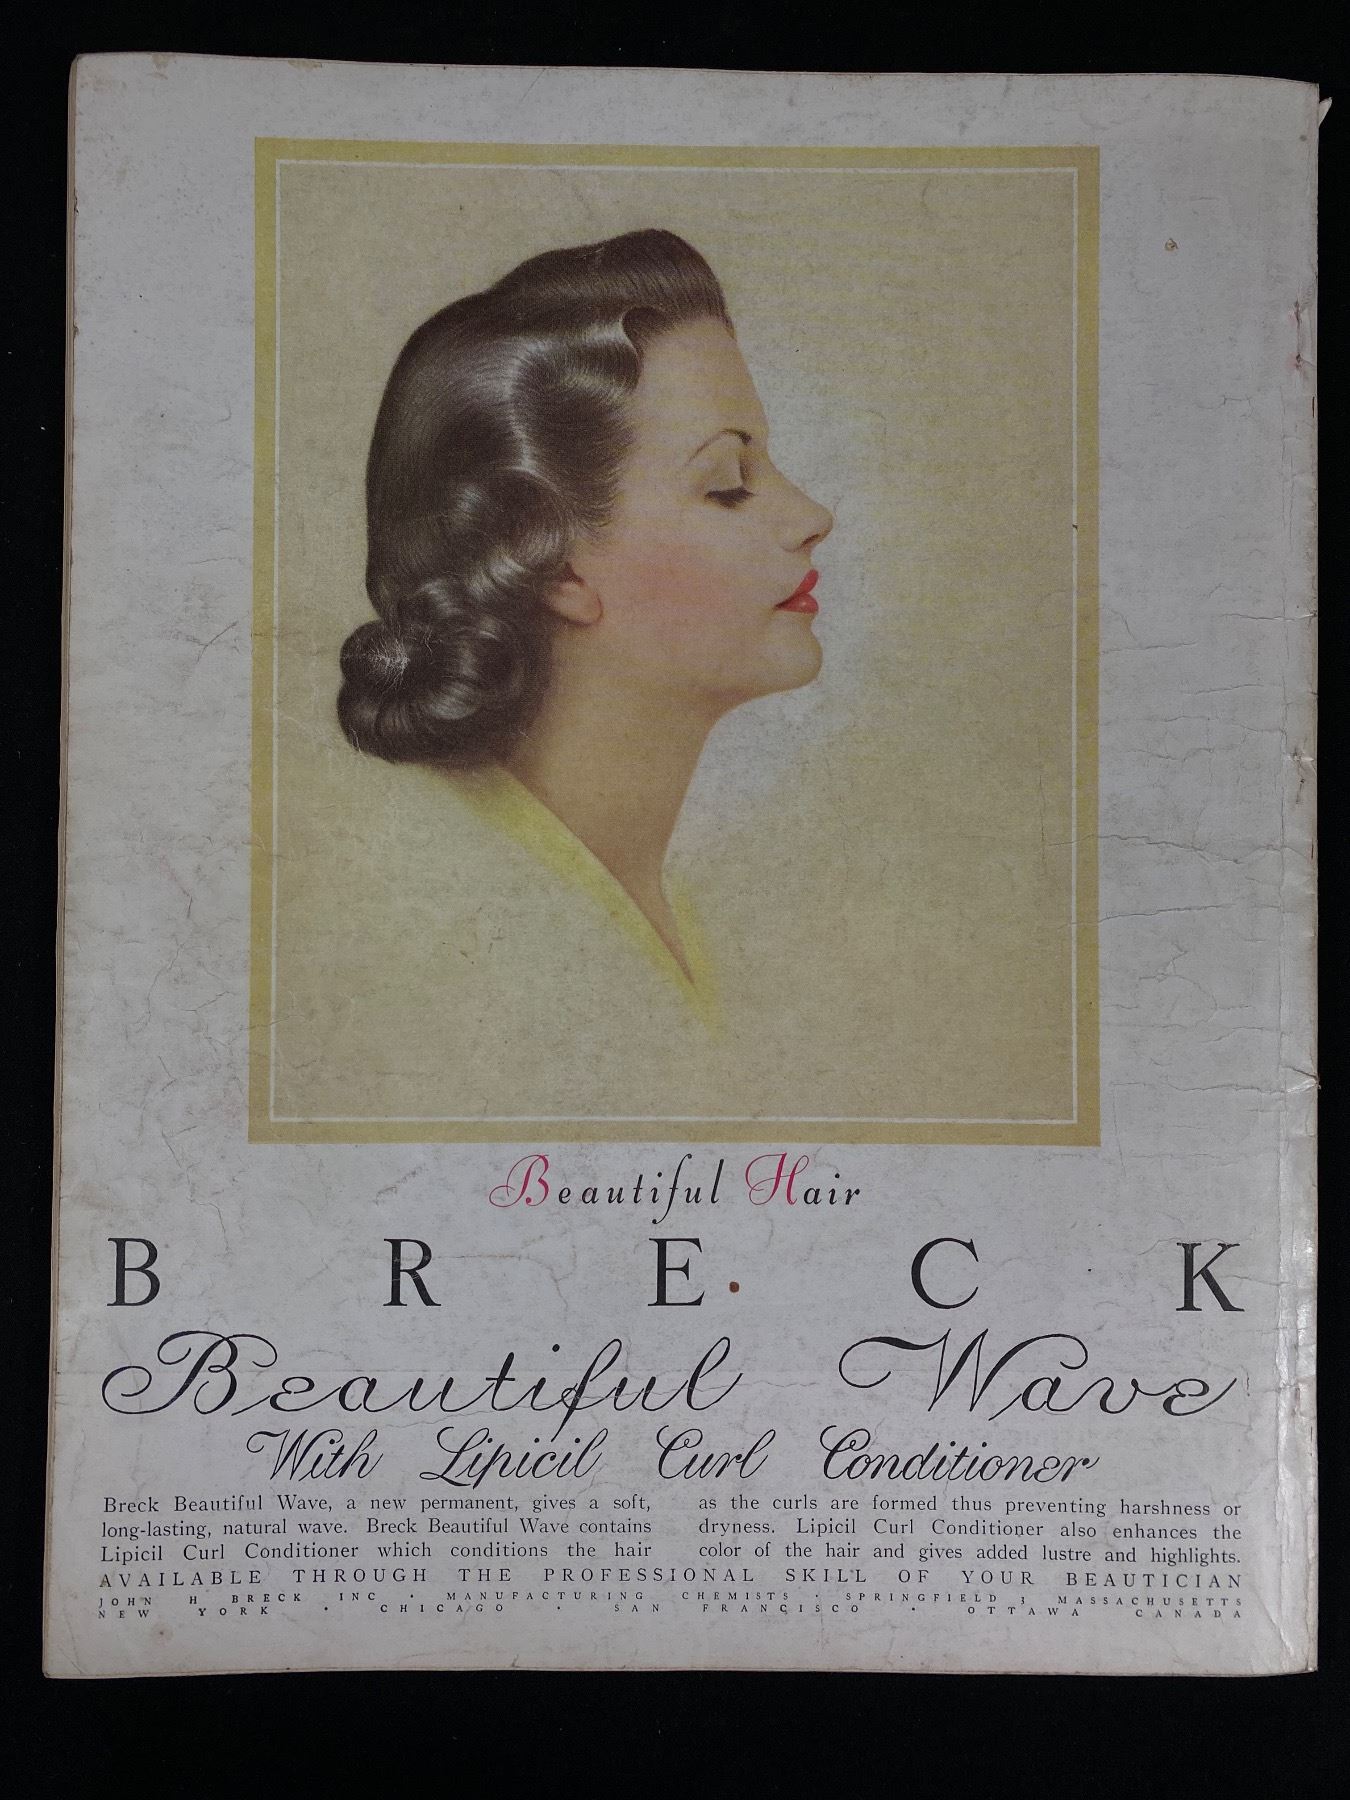 Beautiful Hair
BRECK
Beautiful Wave
With Lipicil Curl Conditioner
Breck Beautiful Wave, a new permanent, gives a soft,
long-lasting, natural wave. Breck Beautiful Wave contains
Lipicil Curl Conditioner which conditions the hair
as the curls are formed thus preventing harshness or
dryness. Lipicil Curl Conditioner also enhances the
color of the hair and gives added lustre and highlights.
AVAILABLE THROUGH THE PROFESSIONAL SKILL OF YOUR BEAUTICIAN
JOHN H BRECK INC · MANUFACTURING CHEMISTS · SPRINGFIELD 3 MASSACHUSETTS
NEW YORK · CHICAGO · SAN FRANCISCO · OTTAWA CANADA